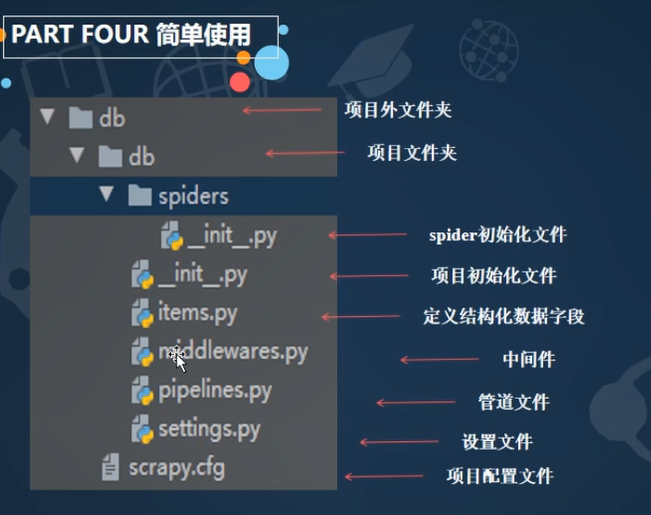 PART FOUR 简单使用
db 项目外文件夹
db 项目文件夹
spiders
__init__.py spider初始化文件
__init__.py 项目初始化文件
items.py 定义结构化数据字段
middlewares.py 中间件
pipelines.py 管道文件
settings.py 设置文件
scrapy.cfg 项目配置文件